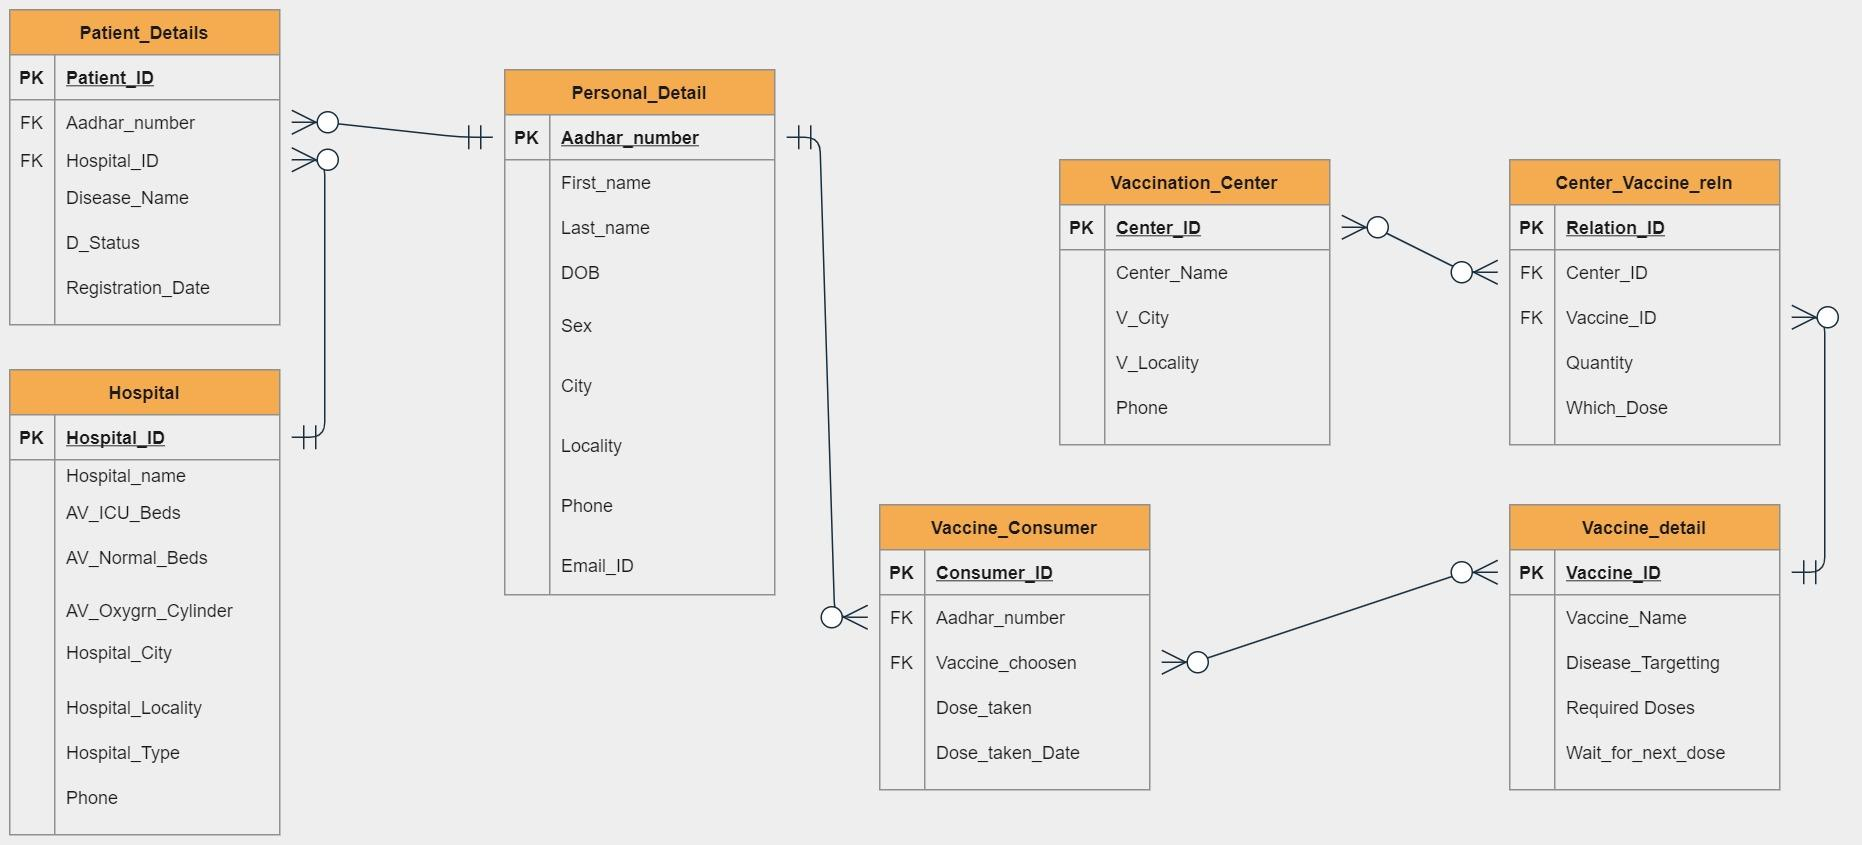 Patient_Details
PK Patient_ID
FK Aadhar_number
FK Hospital_ID
Disease_Name
D_Status
Registration_Date
Hospital
PK Hospital_ID
Hospital_name
AV_ICU_Beds
AV_Normal_Beds
AV_Oxygrn_Cylinder
Hospital_City
Hospital_Locality
Hospital_Type
Phone
Personal_Detail
PK Aadhar_number
First_name
Last_name
DOB
Sex
City
Locality
Phone
Email_ID
Vaccine_Consumer
PK Consumer_ID
FK Aadhar_number
FK Vaccine_choosen
Dose_taken
Dose_taken_Date
Vaccination_Center
PK Center_ID
Center_Name
V_City
V_Locality
Phone
Center_Vaccine_reln
PK Relation_ID
FK Center_ID
FK Vaccine_ID
Quantity
Which_Dose
Vaccine_detail
PK Vaccine_ID
Vaccine_Name
Disease_Targetting
Required Doses
Wait_for_next_dose